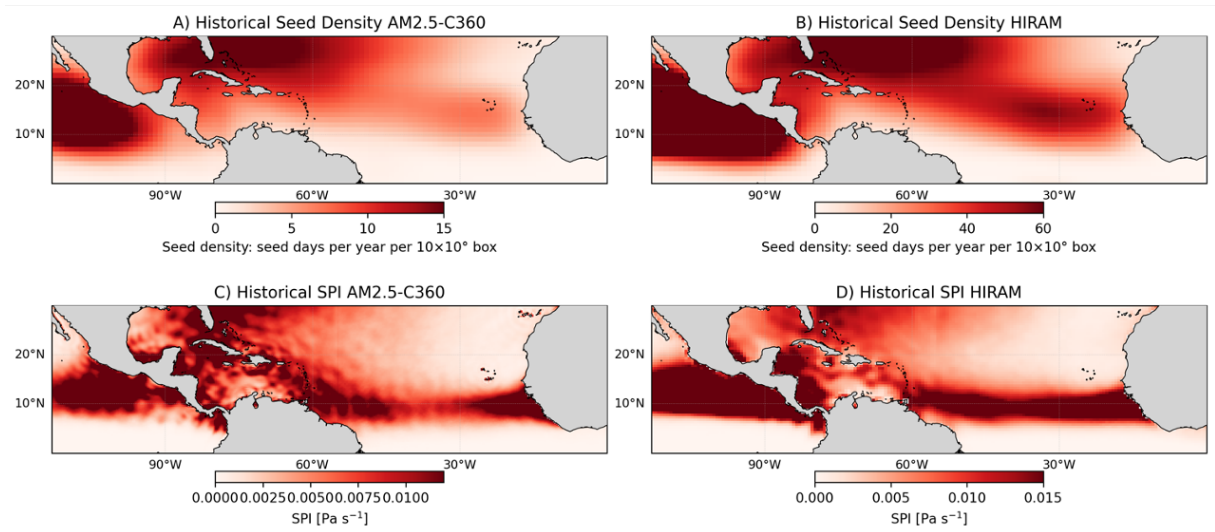 A) Historical Seed Density AM2.5-C360
B) Historical Seed Density HIRAM
20°N
10°N
90°W 60°W 30°W
90°W 60°W 30°W
0 5 10 15
0 20 40 60
Seed density: seed days per year per 10×10° box
Seed density: seed days per year per 10×10° box
C) Historical SPI AM2.5-C360
D) Historical SPI HIRAM
20°N
10°N
90°W 60°W 30°W
90°W 60°W 30°W
0.0000 0.0025 0.0050 0.0075 0.0100
0.000 0.005 0.010 0.015
SPI [Pa s⁻¹]
SPI [Pa s⁻¹]